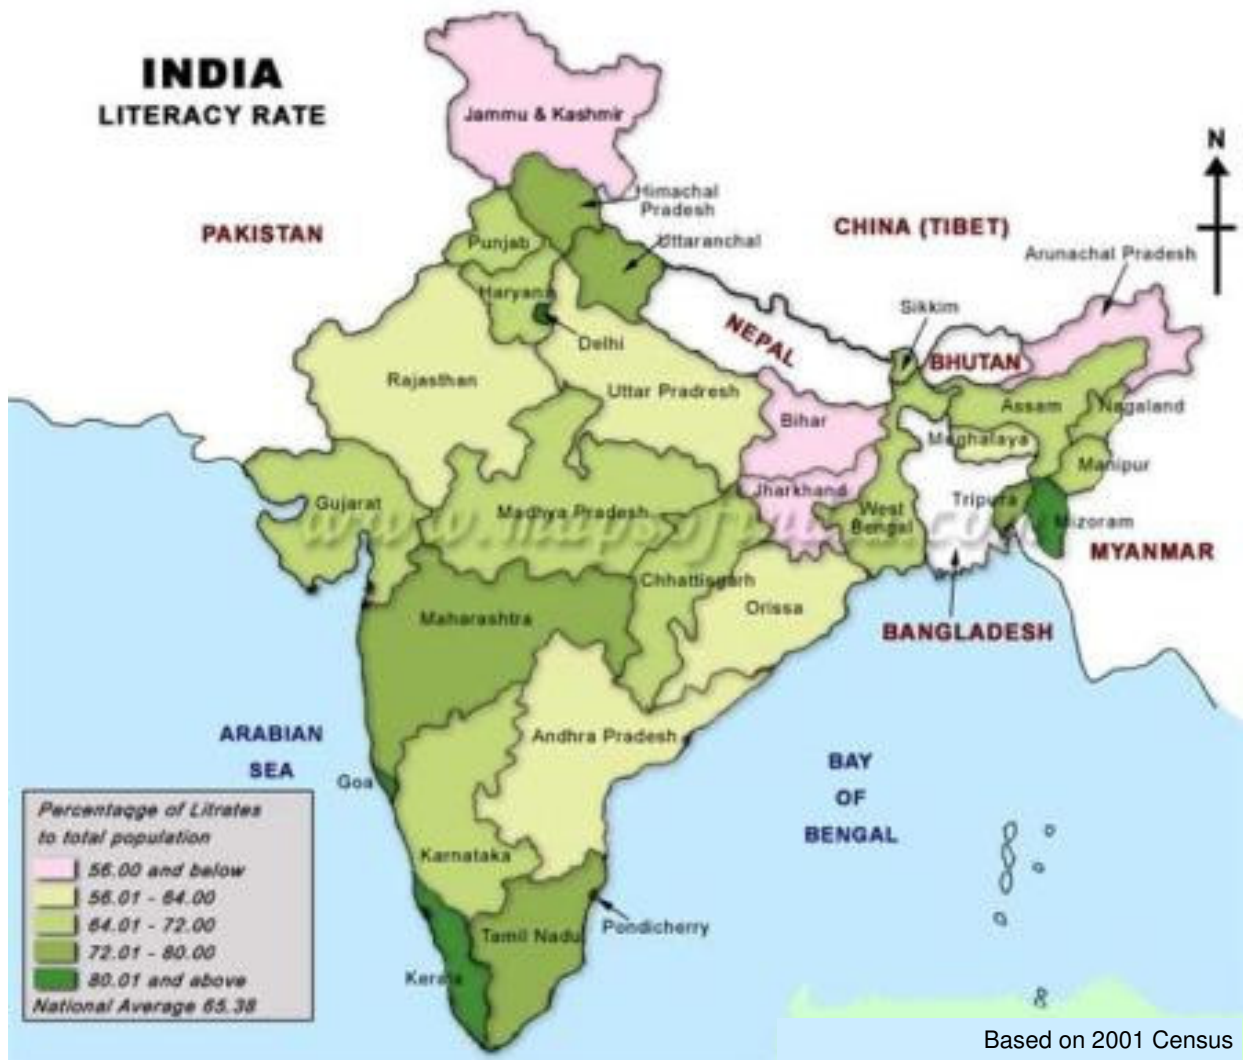 INDIA
LITERACY RATE
Jammu & Kashmir
N
Himachal
Pradesh
PAKISTAN
CHINA (TIBET)
Punjab
Uttaranchal
Arunachal Pradesh
Haryana
Sikkim
Delhi
NEPAL
BHUTAN
Rajasthan
Uttar Pradresh
Bihar
Assam
Nagaland
Meghalaya
Manipur
Jharkhand
Gujarat
Madhya Pradesh
West
Bengal
Tripura
Mizoram
www.mapsofindia.com
MYANMAR
Chhattisgarh
Orissa
Maharashtra
BANGLADESH
ARABIAN
SEA
Andhra Pradesh
BAY
OF
BENGAL
Goa
Percentaqge of Litrates
to total population
56.00 and below
56.01 - 64.00
64.01 - 72.00
72.01 - 80.00
80.01 and above
National Average 65.38
Karnataka
Pondicherry
Tamil Nadu
Kerala
Based on 2001 Census